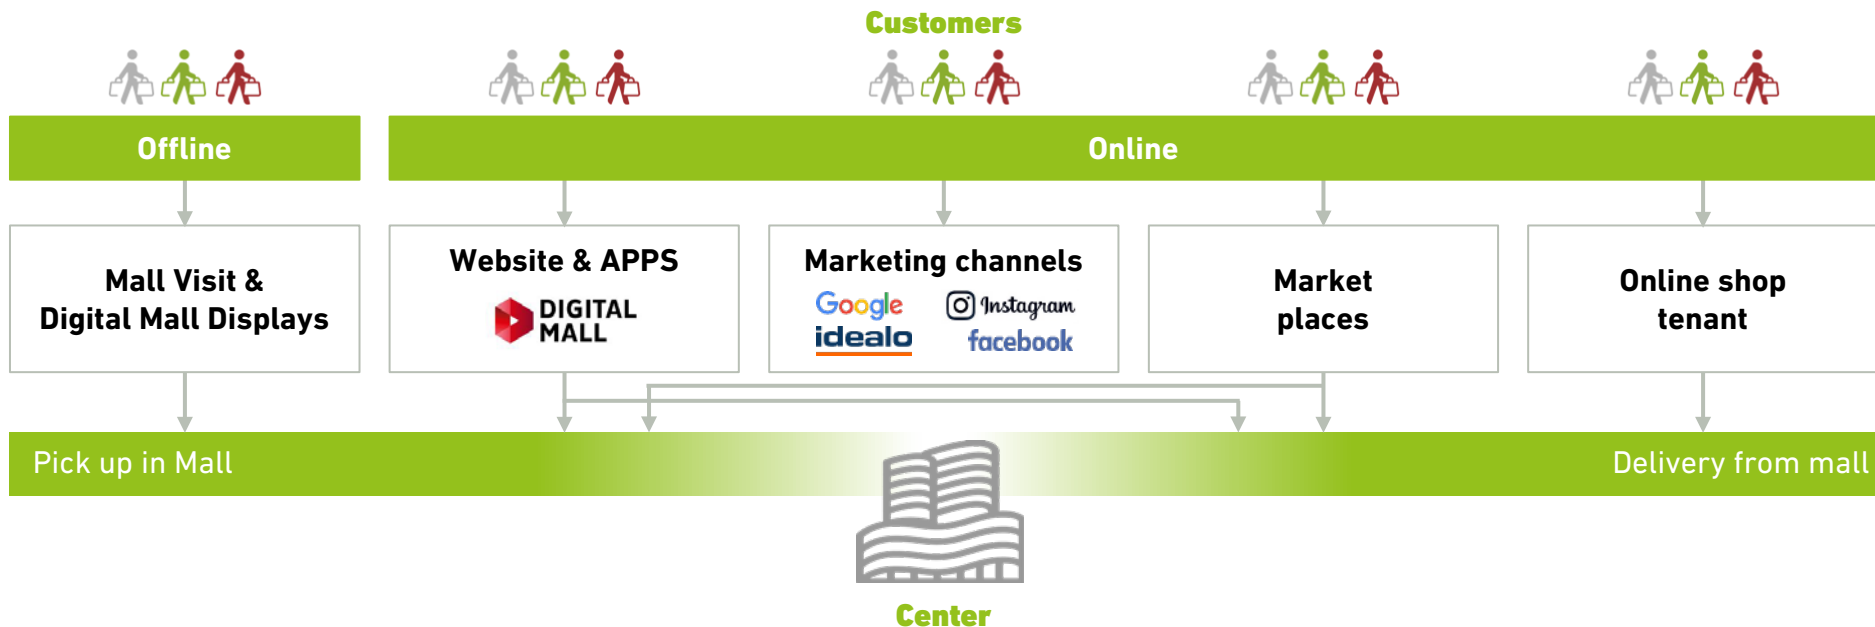 Customers
Offline
Online
Mall Visit &
Digital Mall Displays
Website & APPS
DIGITAL
MALL
Marketing channels
Google
Instagram
idealo
facebook
Market
places
Online shop
tenant
Pick up in Mall
Delivery from mall
Center